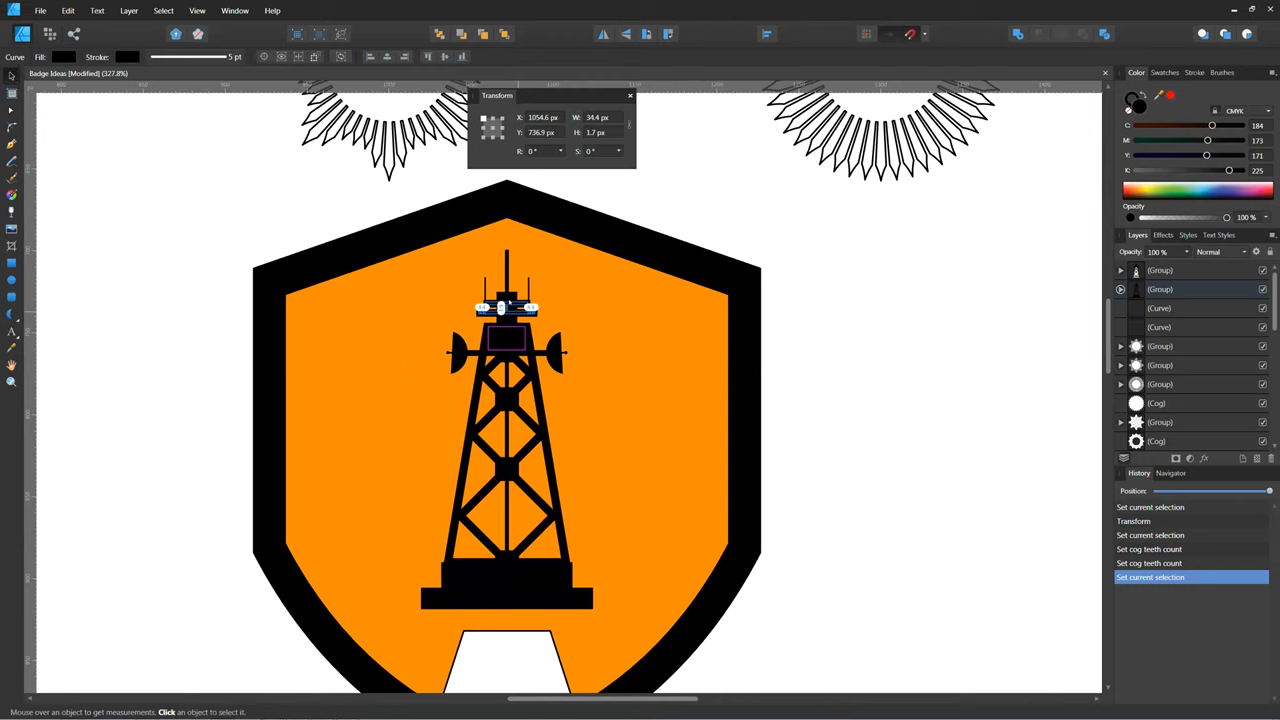 File Edit Text Layer Select View Window Help
Curve Fill: Stroke: 5 pt
Badge Ideas [Modified] (327.8%)
Transform
X: 1054.6 px W: 34.4 px
Y: 736.9 px H: 1.7 px
R: 0 ° S: 0 °
Color Swatches Stroke Brushes
CMYK
C: 184
M: 173
Y: 171
K: 225
Opacity
100 %
Layers Effects Styles Text Styles
Opacity: 100 % Normal
(Group)
(Group)
(Curve)
(Curve)
(Group)
(Group)
(Group)
(Cog)
(Group)
(Cog)
History Navigator
Position:
Set current selection
Transform
Set current selection
Set cog teeth count
Set cog teeth count
Set current selection
Mouse over an object to get measurements. Click an object to select it.